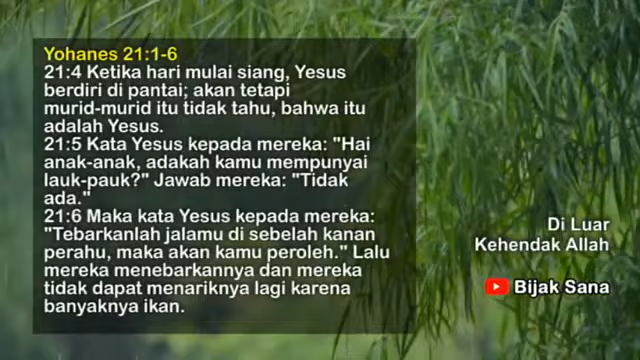 Yohanes 21:1-6
21:4 Ketika hari mulai siang, Yesus
berdiri di pantai; akan tetapi
murid-murid itu tidak tahu, bahwa itu
adalah Yesus.
21:5 Kata Yesus kepada mereka: "Hai
anak-anak, adakah kamu mempunyai
lauk-pauk?" Jawab mereka: "Tidak
ada."
21:6 Maka kata Yesus kepada mereka:
"Tebarkanlah jalamu di sebelah kanan
perahu, maka akan kamu peroleh." Lalu
mereka menebarkannya dan mereka
tidak dapat menariknya lagi karena
banyaknya ikan.
Di Luar
Kehendak Allah
Bijak Sana